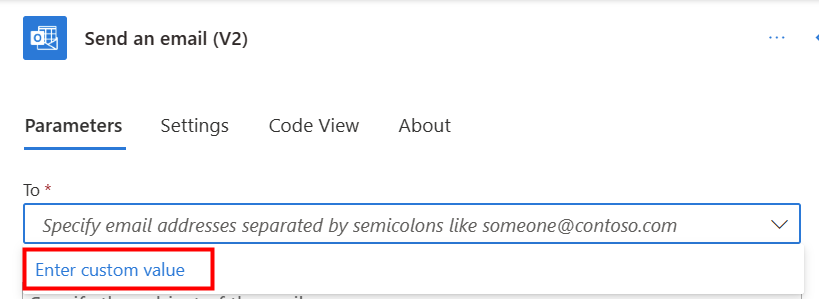 Send an email (V2)
Parameters Settings Code View About
To *
Specify email addresses separated by semicolons like someone@contoso.com
Enter custom value